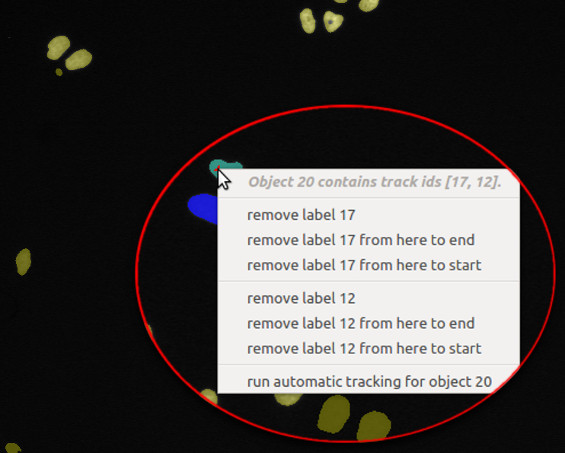 Object 20 contains track ids [17, 12].
remove label 17
remove label 17 from here to end
remove label 17 from here to start
remove label 12
remove label 12 from here to end
remove label 12 from here to start
run automatic tracking for object 20